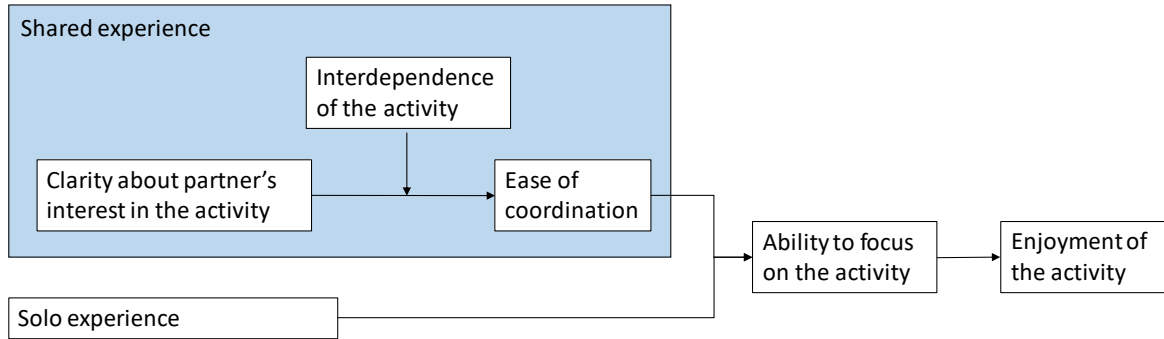 Shared experience
Interdependence
of the activity
Clarity about partner’s
interest in the activity
Ease of
coordination
Ability to focus
on the activity
Enjoyment of
the activity
Solo experience